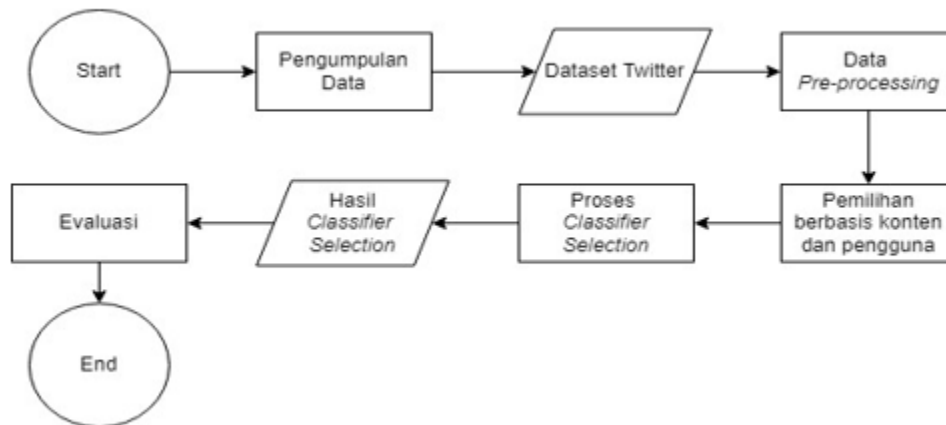 Start
Pengumpulan
Data
Dataset Twitter
Data
Pre-processing
Pemilihan
berbasis konten
dan pengguna
Proses
Classifier
Selection
Hasil
Classifier
Selection
Evaluasi
End